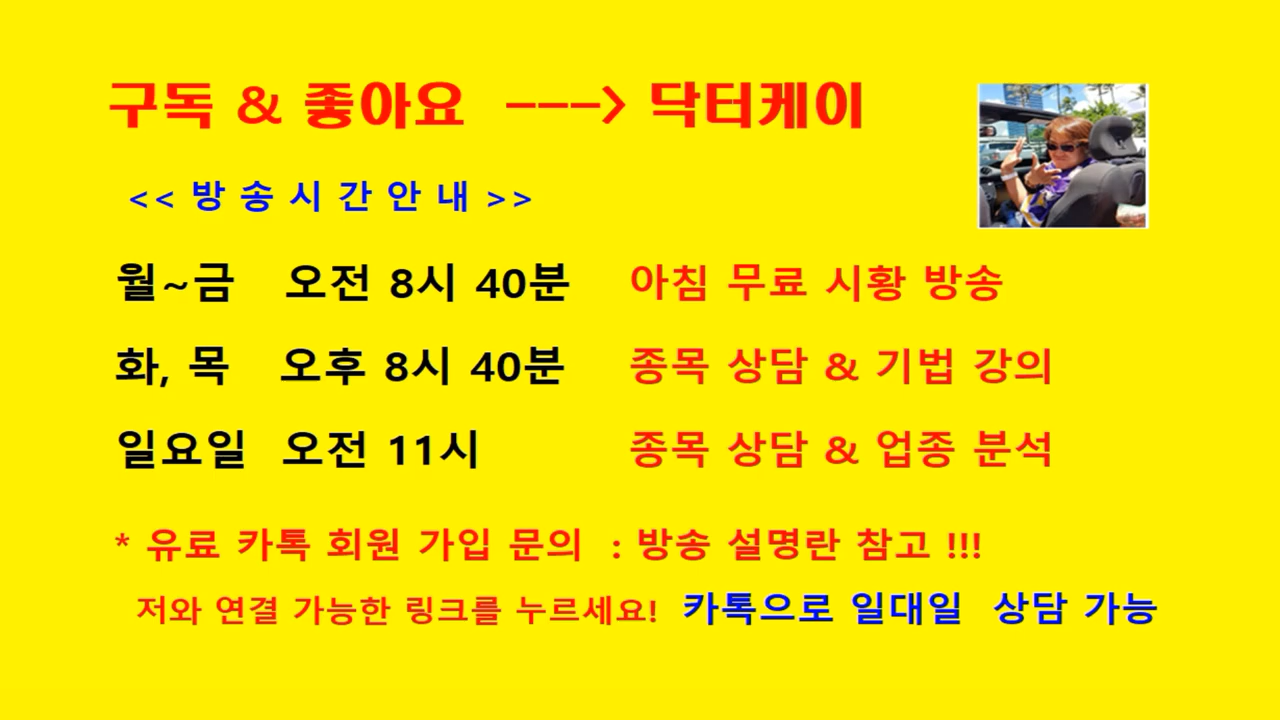 구독 & 좋아요 ---> 닥터케이
<< 방 송 시 간 안 내 >>
월~금 오전 8시 40분 아침 무료 시황 방송
화, 목 오후 8시 40분 종목 상담 & 기법 강의
일요일 오전 11시 종목 상담 & 업종 분석
* 유료 카톡 회원 가입 문의 : 방송 설명란 참고 !!!
저와 연결 가능한 링크를 누르세요! 카톡으로 일대일 상담 가능